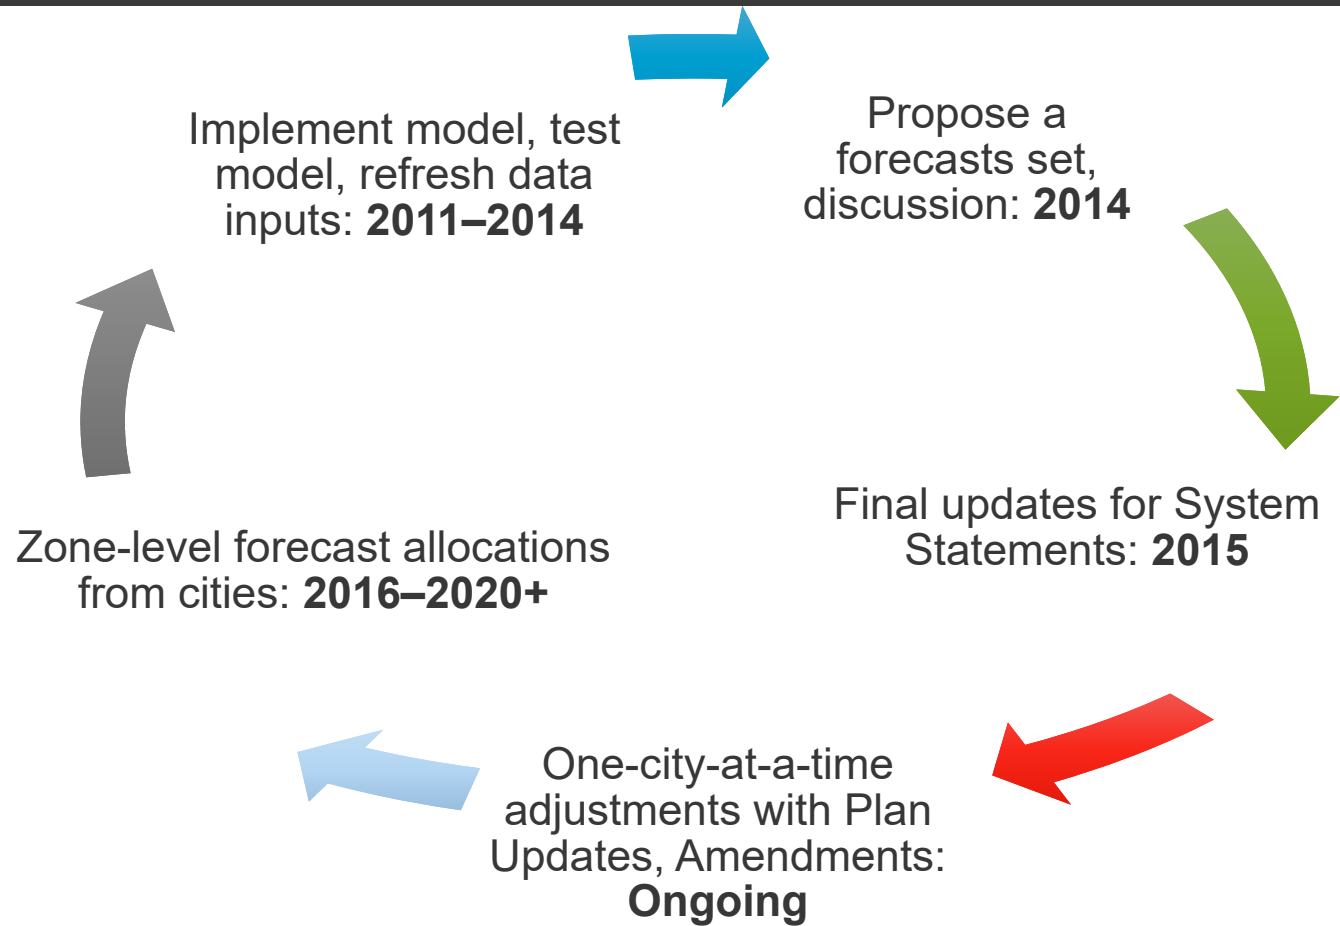 Implement model, test
model, refresh data
inputs: 2011–2014
Propose a
forecasts set,
discussion: 2014
Final updates for System
Statements: 2015
One-city-at-a-time
adjustments with Plan
Updates, Amendments:
Ongoing
Zone-level forecast allocations
from cities: 2016–2020+